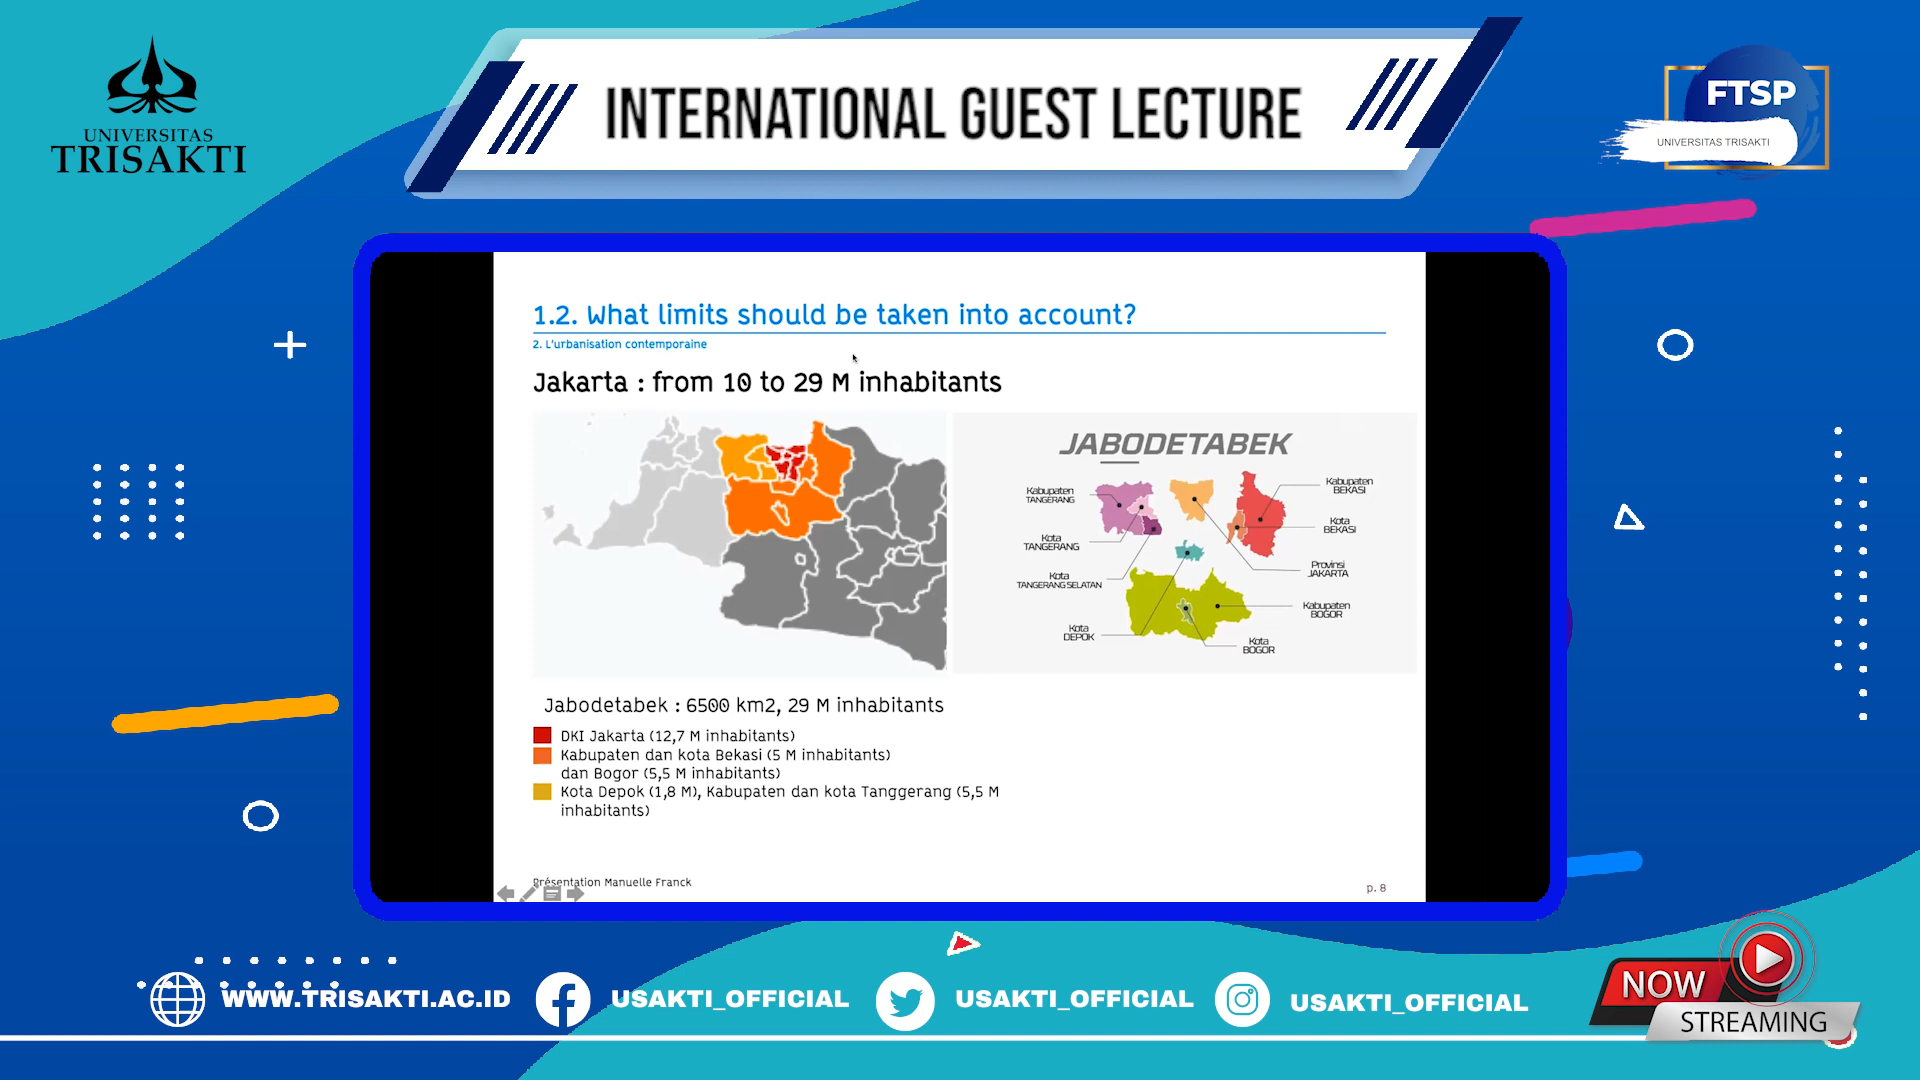 UNIVERSITAS
TRISAKTI
INTERNATIONAL GUEST LECTURE
FTSP
UNIVERSITAS TRISAKTI
1.2. What limits should be taken into account?
2. L'urbanisation contemporaine
Jakarta : from 10 to 29 M inhabitants
JABODETABEK
Kabupaten
TANGERANG
Kota
TANGERANG
Kota
TANGERANG SELATAN
Kota
DEPOK
Kabupaten
BEKASI
Kota
BEKASI
Provinsi
JAKARTA
Kabupaten
BOGOR
Kota
BOGOR
Jabodetabek : 6500 km2, 29 M inhabitants
DKI Jakarta (12,7 M inhabitants)
Kabupaten dan kota Bekasi (5 M inhabitants)
dan Bogor (5,5 M inhabitants)
Kota Depok (1,8 M), Kabupaten dan kota Tanggerang (5,5 M
inhabitants)
Présentation Manuelle Franck
p. 8
WWW.TRISAKTI.AC.ID
USAKTI_OFFICIAL
USAKTI_OFFICIAL
USAKTI_OFFICIAL
NOW
STREAMING